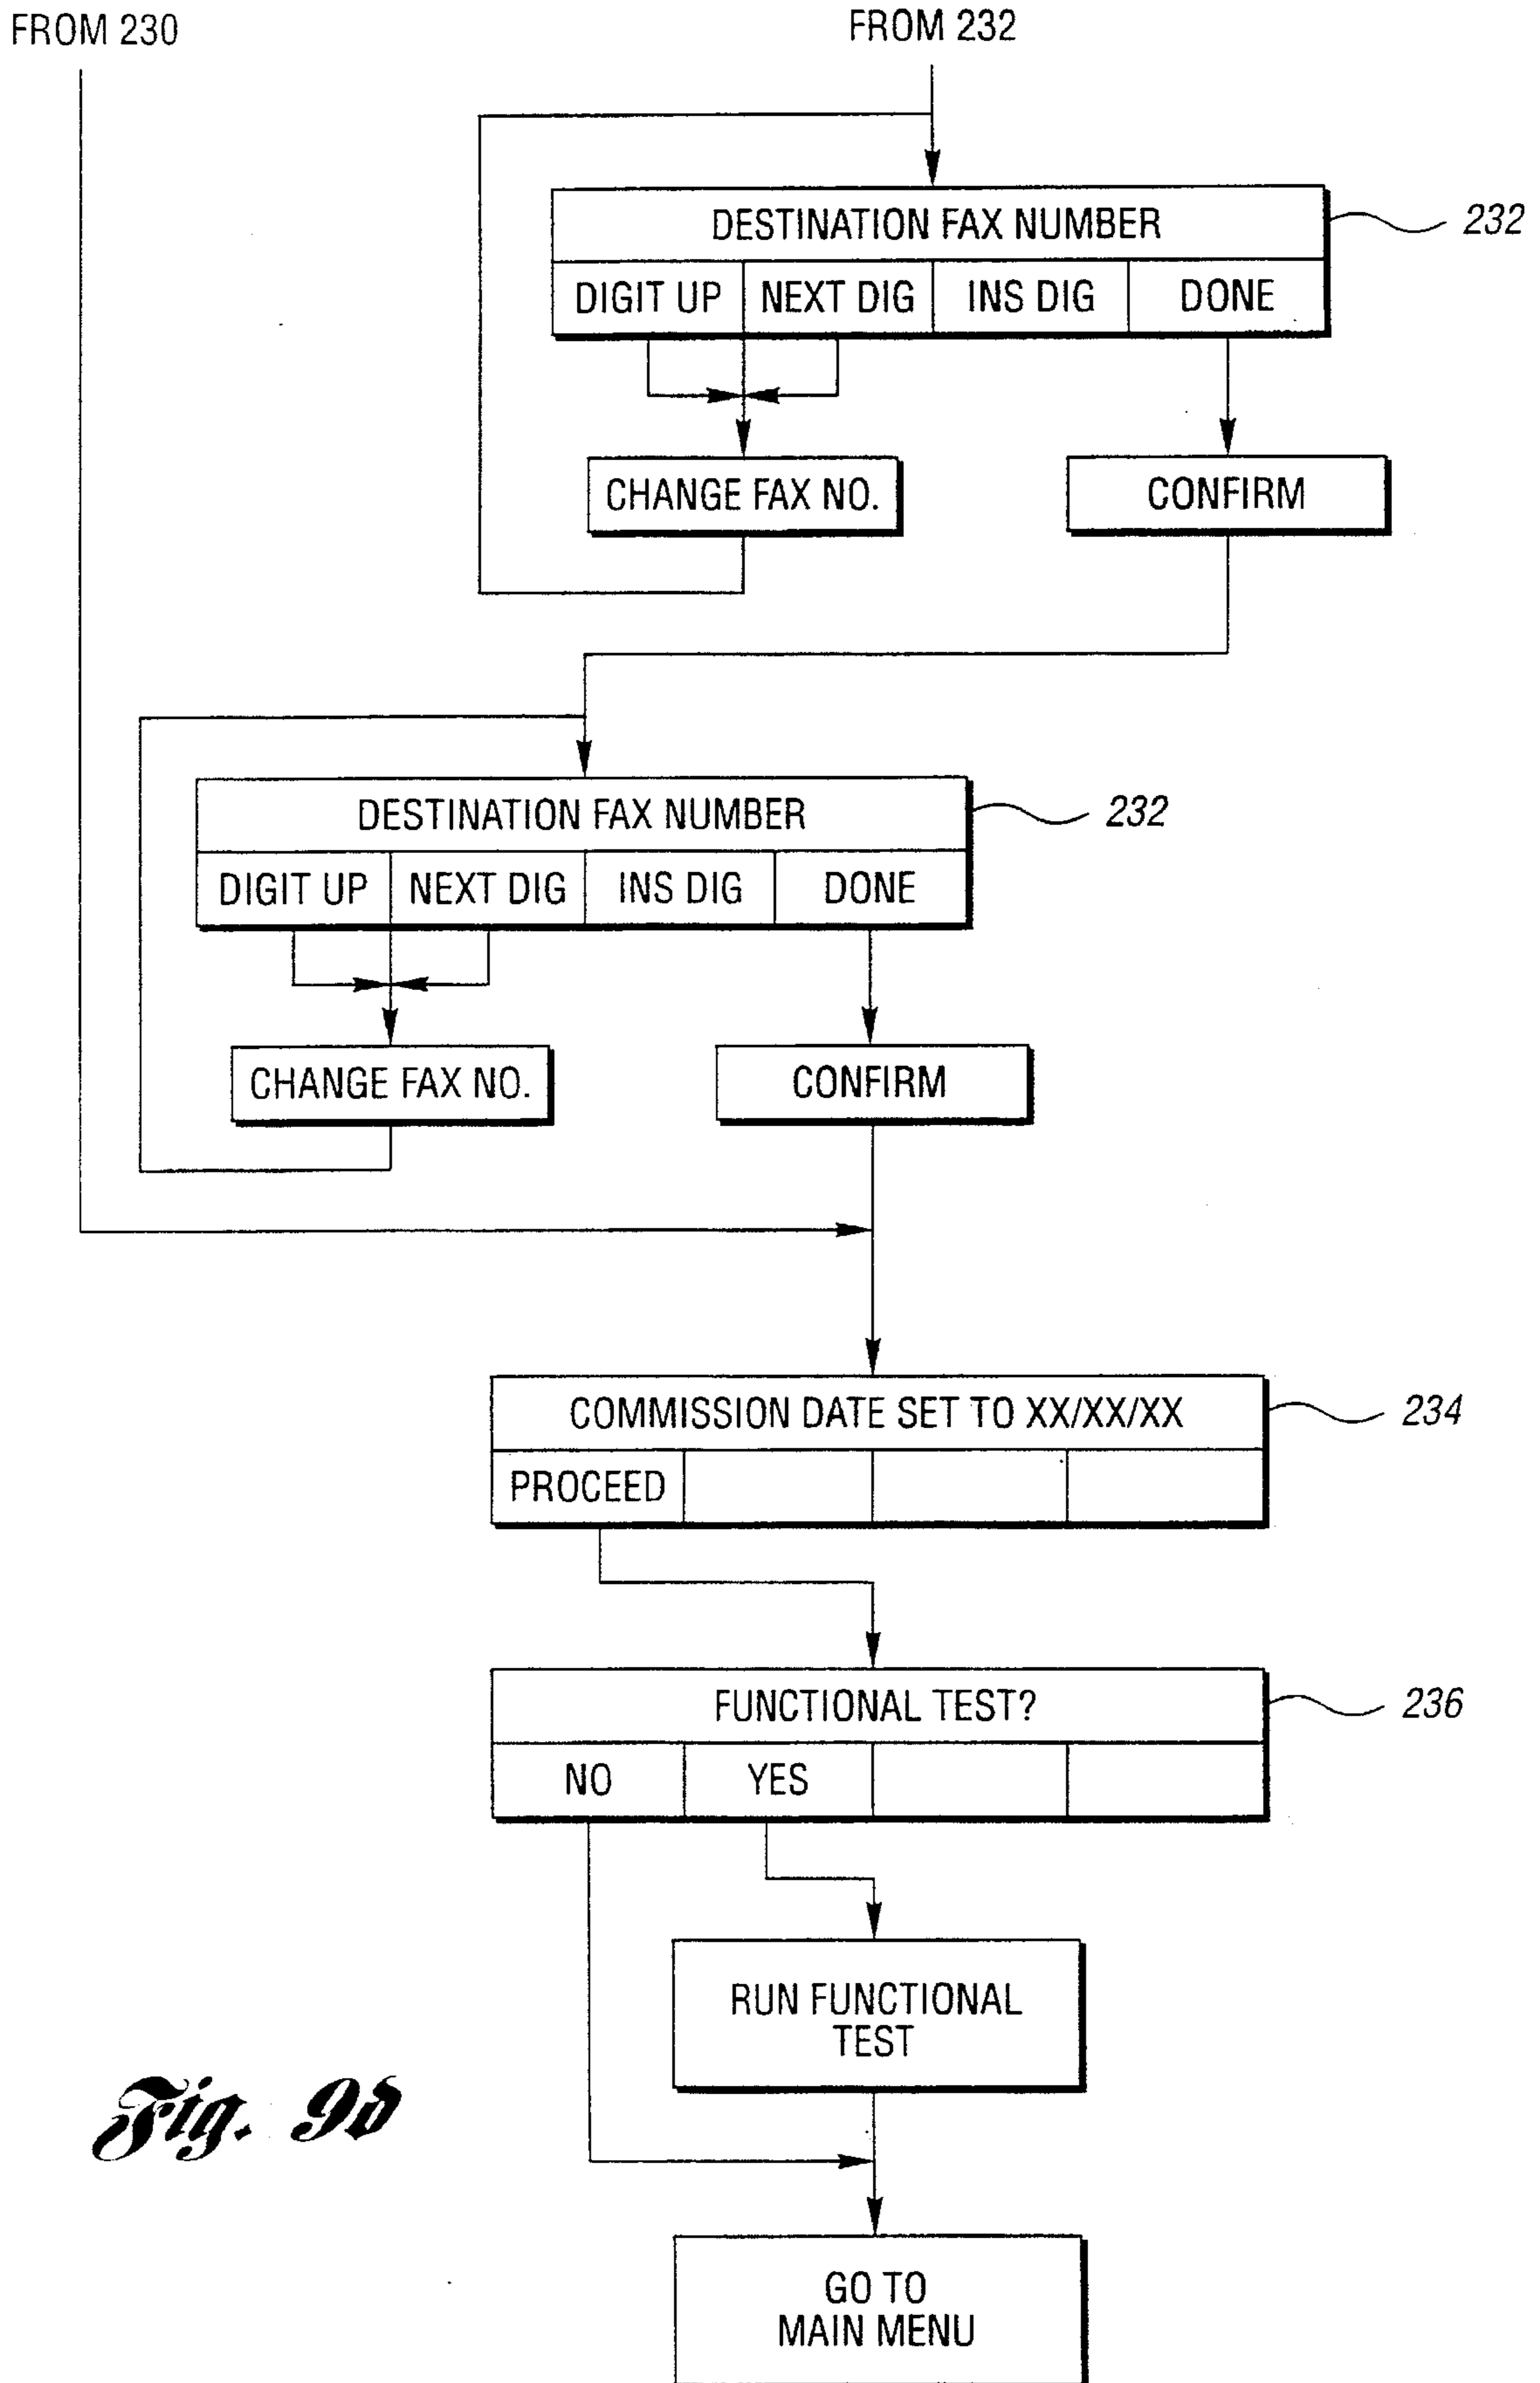 FROM 230
FROM 232
DESTINATION FAX NUMBER
232
DIGIT UP
NEXT DIG
INS DIG
DONE
CHANGE FAX NO.
CONFIRM
DESTINATION FAX NUMBER
232
DIGIT UP
NEXT DIG
INS DIG
DONE
CHANGE FAX NO.
CONFIRM
COMMISSION DATE SET TO XX/XX/XX
234
PROCEED
FUNCTIONAL TEST?
236
NO
YES
RUN FUNCTIONAL
TEST
Fig. 9d
GO TO
MAIN MENU